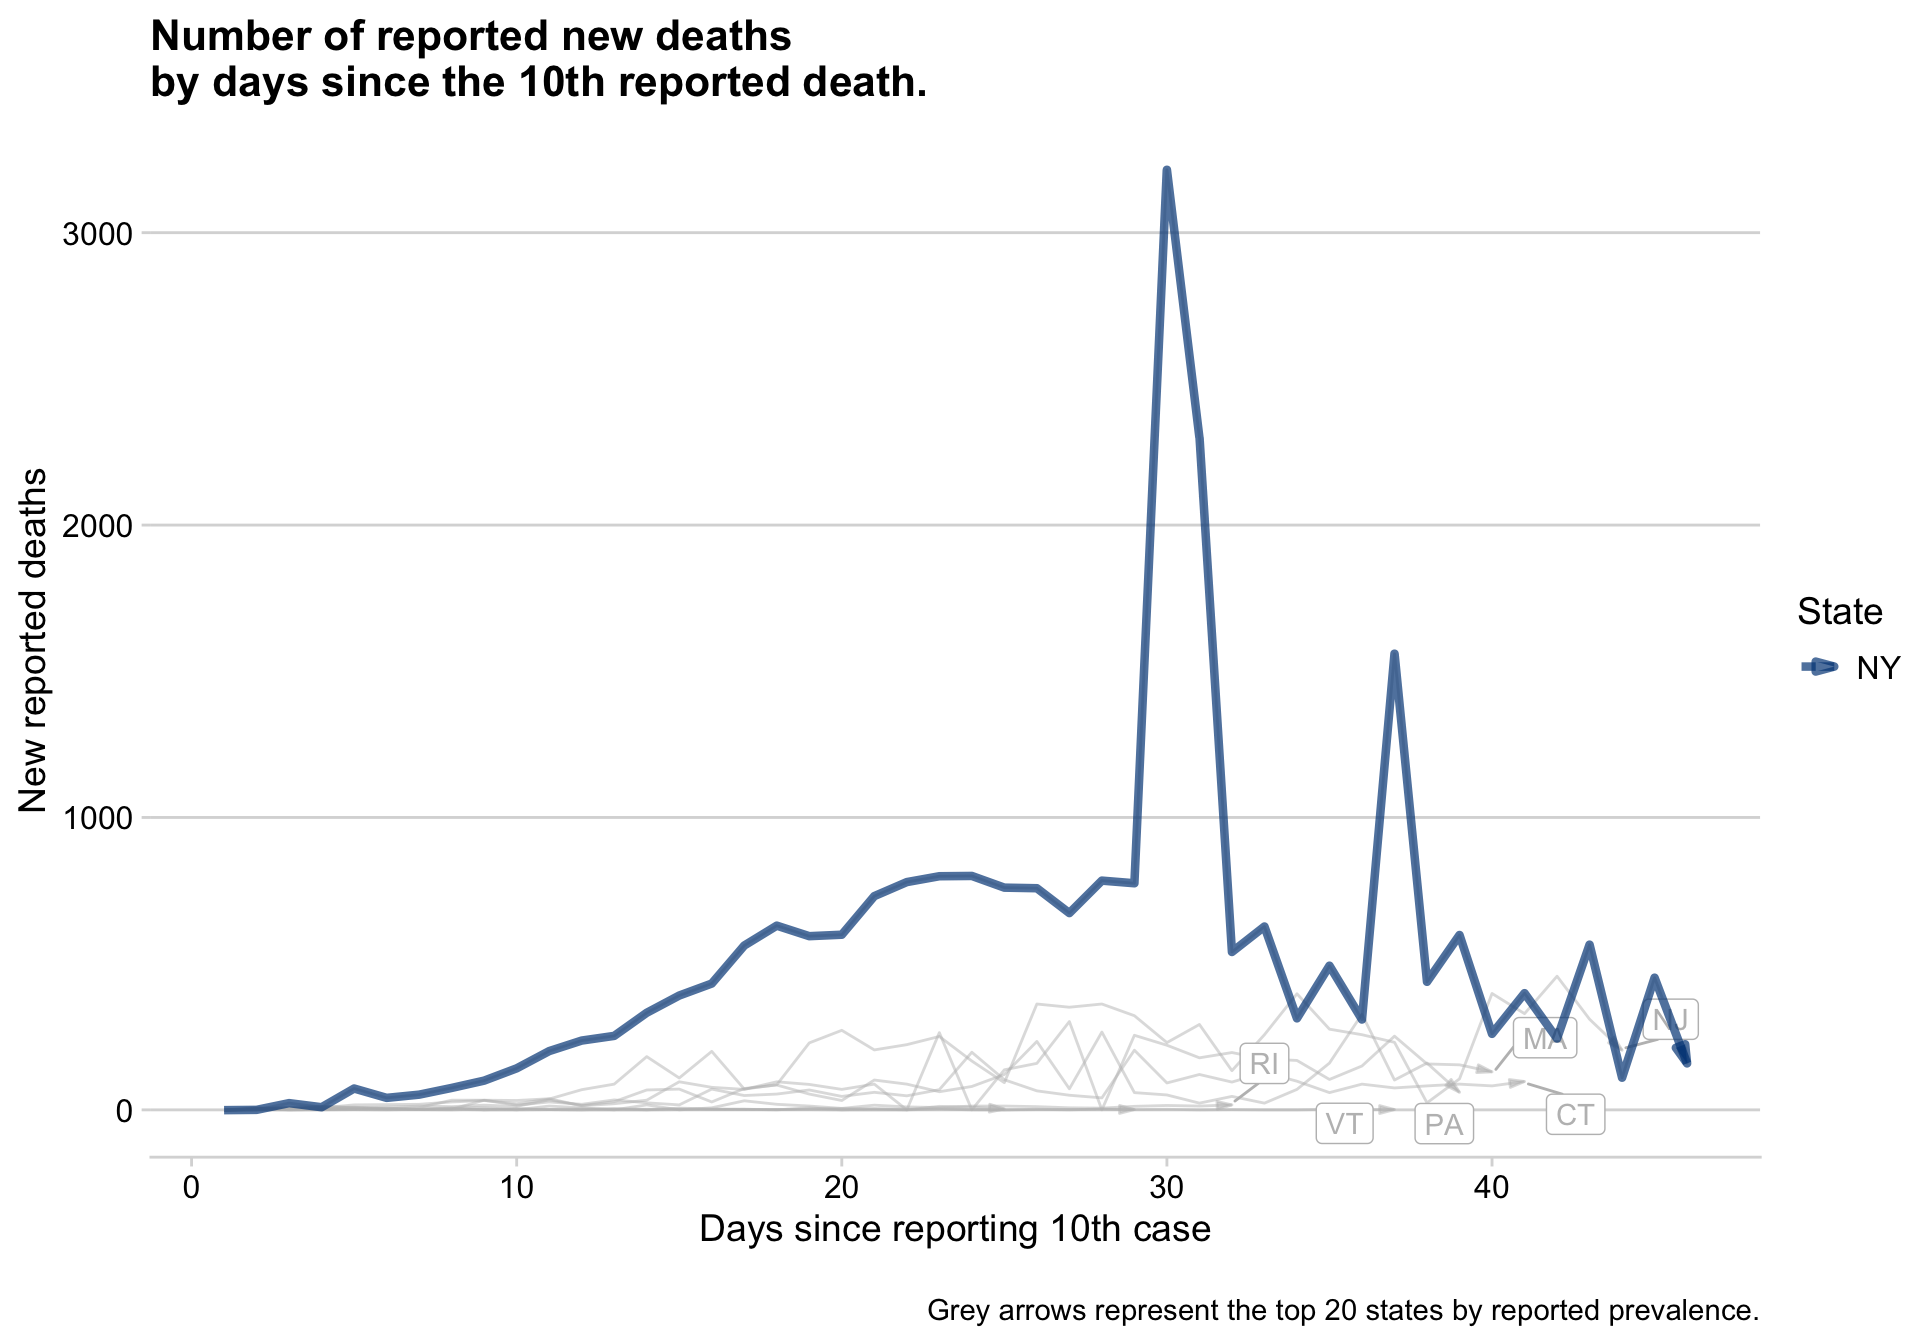 Number of reported new deaths
by days since the 10th reported death.
New reported deaths
3000
2000
1000
0
0
10
20
30
40
Days since reporting 10th case
RI
MA
NJ
VT
PA
CT
State
NY
Grey arrows represent the top 20 states by reported prevalence.